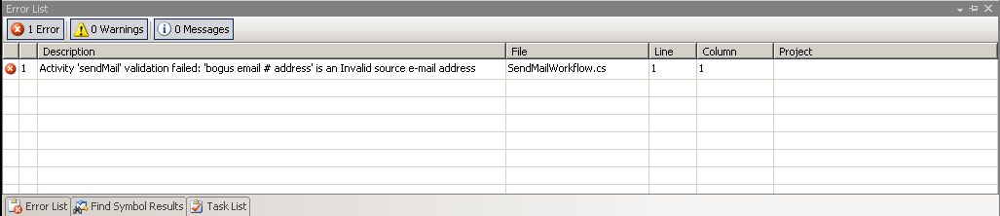 Error List
1 Error 0 Warnings 0 Messages
Description File Line Column Project
1 Activity 'sendMail' validation failed: 'bogus email # address' is an Invalid source e-mail address SendMailWorkflow.cs 1 1
Error List Find Symbol Results Task List